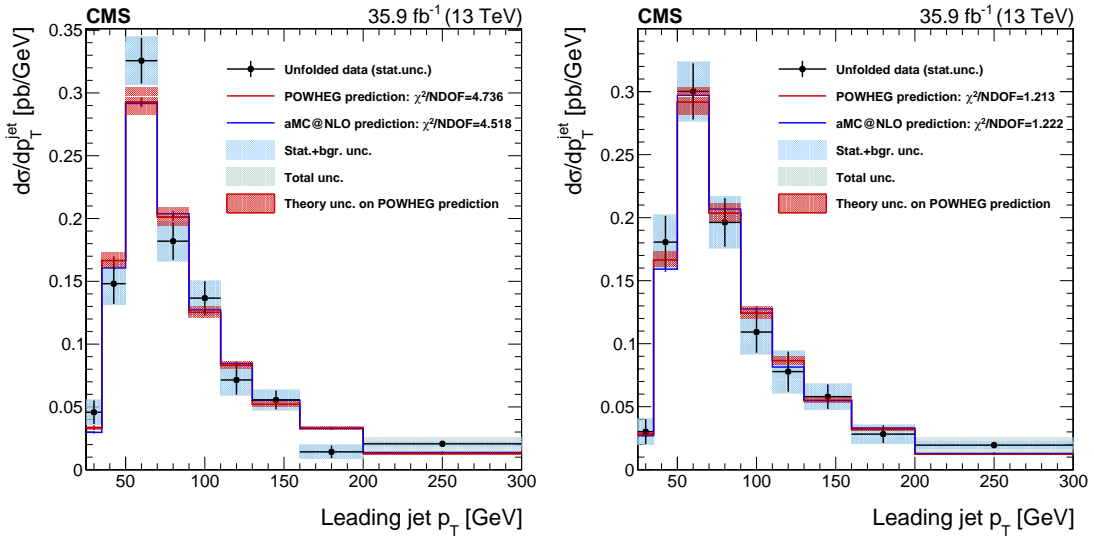 CMS
35.9 fb⁻¹ (13 TeV)
dσ/dp_T^jet [pb/GeV]
0.35
0.3
0.25
0.2
0.15
0.1
0.05
0
Unfolded data (stat.unc.)
POWHEG prediction: χ²/NDOF=4.736
aMC@NLO prediction: χ²/NDOF=4.518
Stat.+bgr. unc.
Total unc.
Theory unc. on POWHEG prediction
50 100 150 200 250 300
Leading jet p_T [GeV]
CMS
35.9 fb⁻¹ (13 TeV)
dσ/dp_T^jet [pb/GeV]
0.3
0.25
0.2
0.15
0.1
0.05
0
Unfolded data (stat.unc.)
POWHEG prediction: χ²/NDOF=1.213
aMC@NLO prediction: χ²/NDOF=1.222
Stat.+bgr. unc.
Total unc.
Theory unc. on POWHEG prediction
50 100 150 200 250 300
Leading jet p_T [GeV]